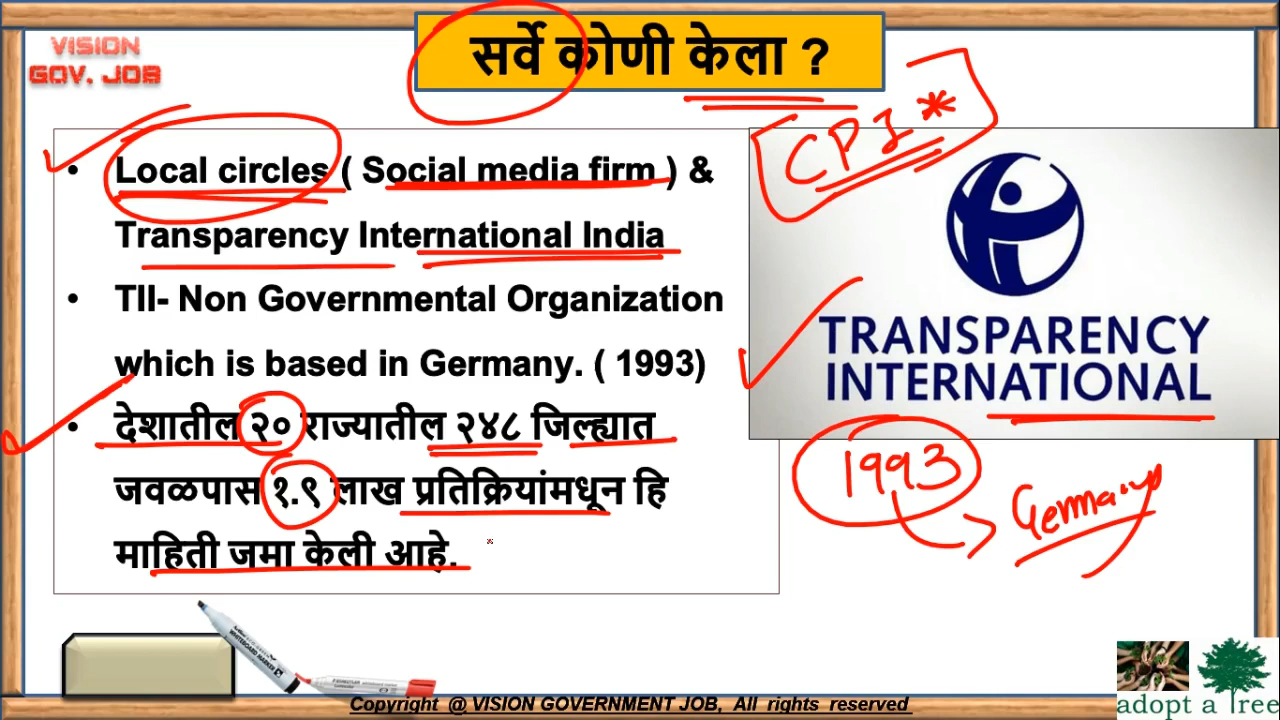 VISION
GOV. JOB
सर्वे कोणी केला ?
CPI *
• Local circles ( Social media firm ) &
Transparency International India
• TII- Non Governmental Organization
which is based in Germany. ( 1993)
• देशातील २० राज्यातील २४८ जिल्ह्यात
जवळपास १.९ लाख प्रतिक्रियांमधून हि
माहिती जमा केली आहे.
TRANSPARENCY
INTERNATIONAL
1993
Germany
WHITEBOARD MARKER
Copyright @ VISION GOVERNMENT JOB, All rights reserved
adopt a Tree